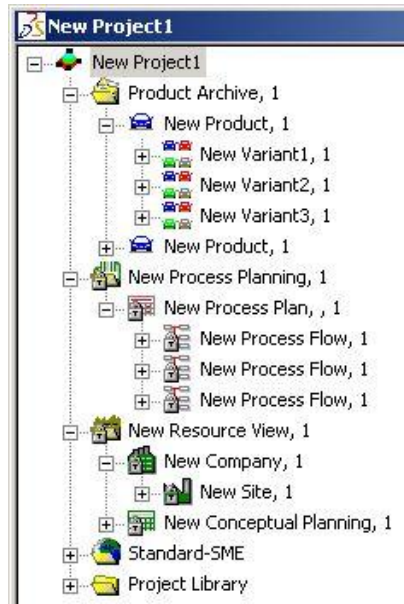 New Project1
New Project1
Product Archive, 1
New Product, 1
New Variant1, 1
New Variant2, 1
New Variant3, 1
New Product, 1
New Process Planning, 1
New Process Plan, , 1
New Process Flow, 1
New Process Flow, 1
New Process Flow, 1
New Resource View, 1
New Company, 1
New Site, 1
New Conceptual Planning, 1
Standard-SME
Project Library